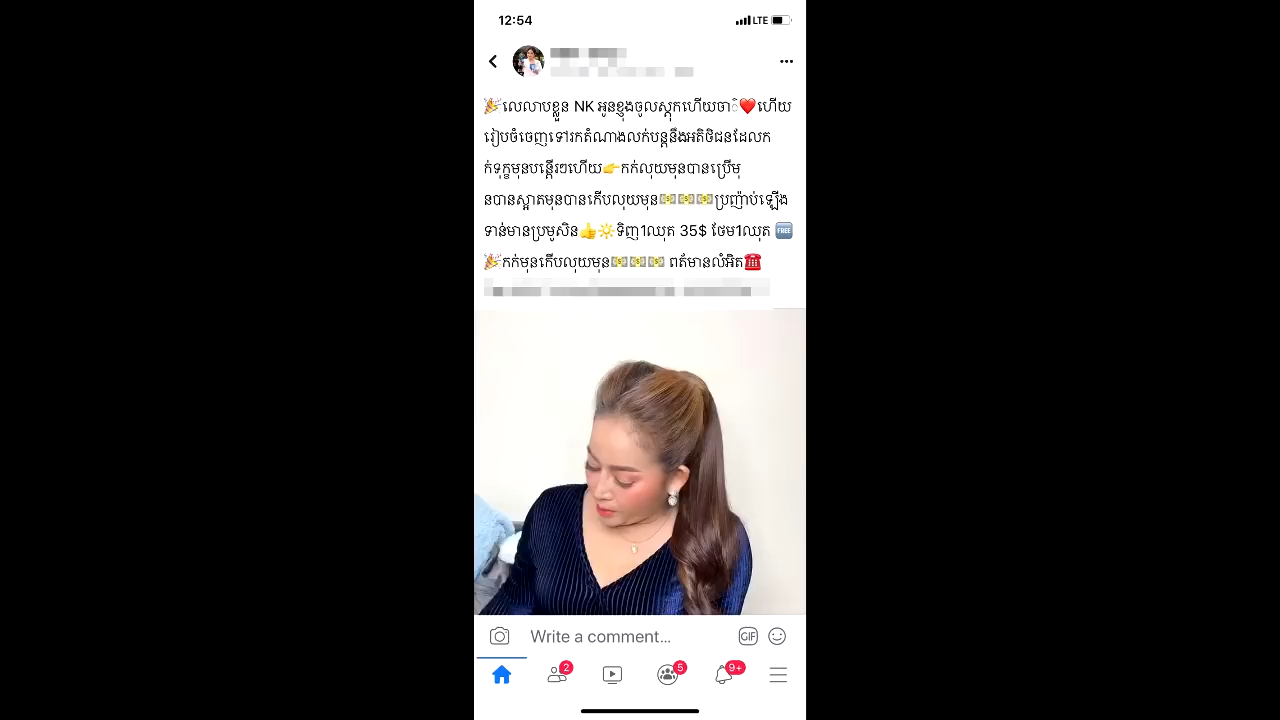 12:54
LTE
🎉លេលាបខ្លួន NK អូនខ្ញុងចូលស្តុកហើយចា៎❤️ហើយ
រៀបចំចេញទៅរកតំណាងលក់បន្តនឹងអតិថិជនដែលក
ក់ទុក្ខមុនបន្តើរៗហើយ👉កក់លុយមុនបានប្រើមុ
នបានស្អាតមុនបានកើបលុយមុន💵💵💵ប្រញ៉ាប់ឡើង
ទាន់មានប្រមូសិន👍🔆ទិញ1ឈុត 35$ ថែម1ឈុត 🆓
🎉កក់មុនកើបលុយមុន💵💵💵 ពត័មានលំអិត☎️
Write a comment...
GIF
2
5
9+